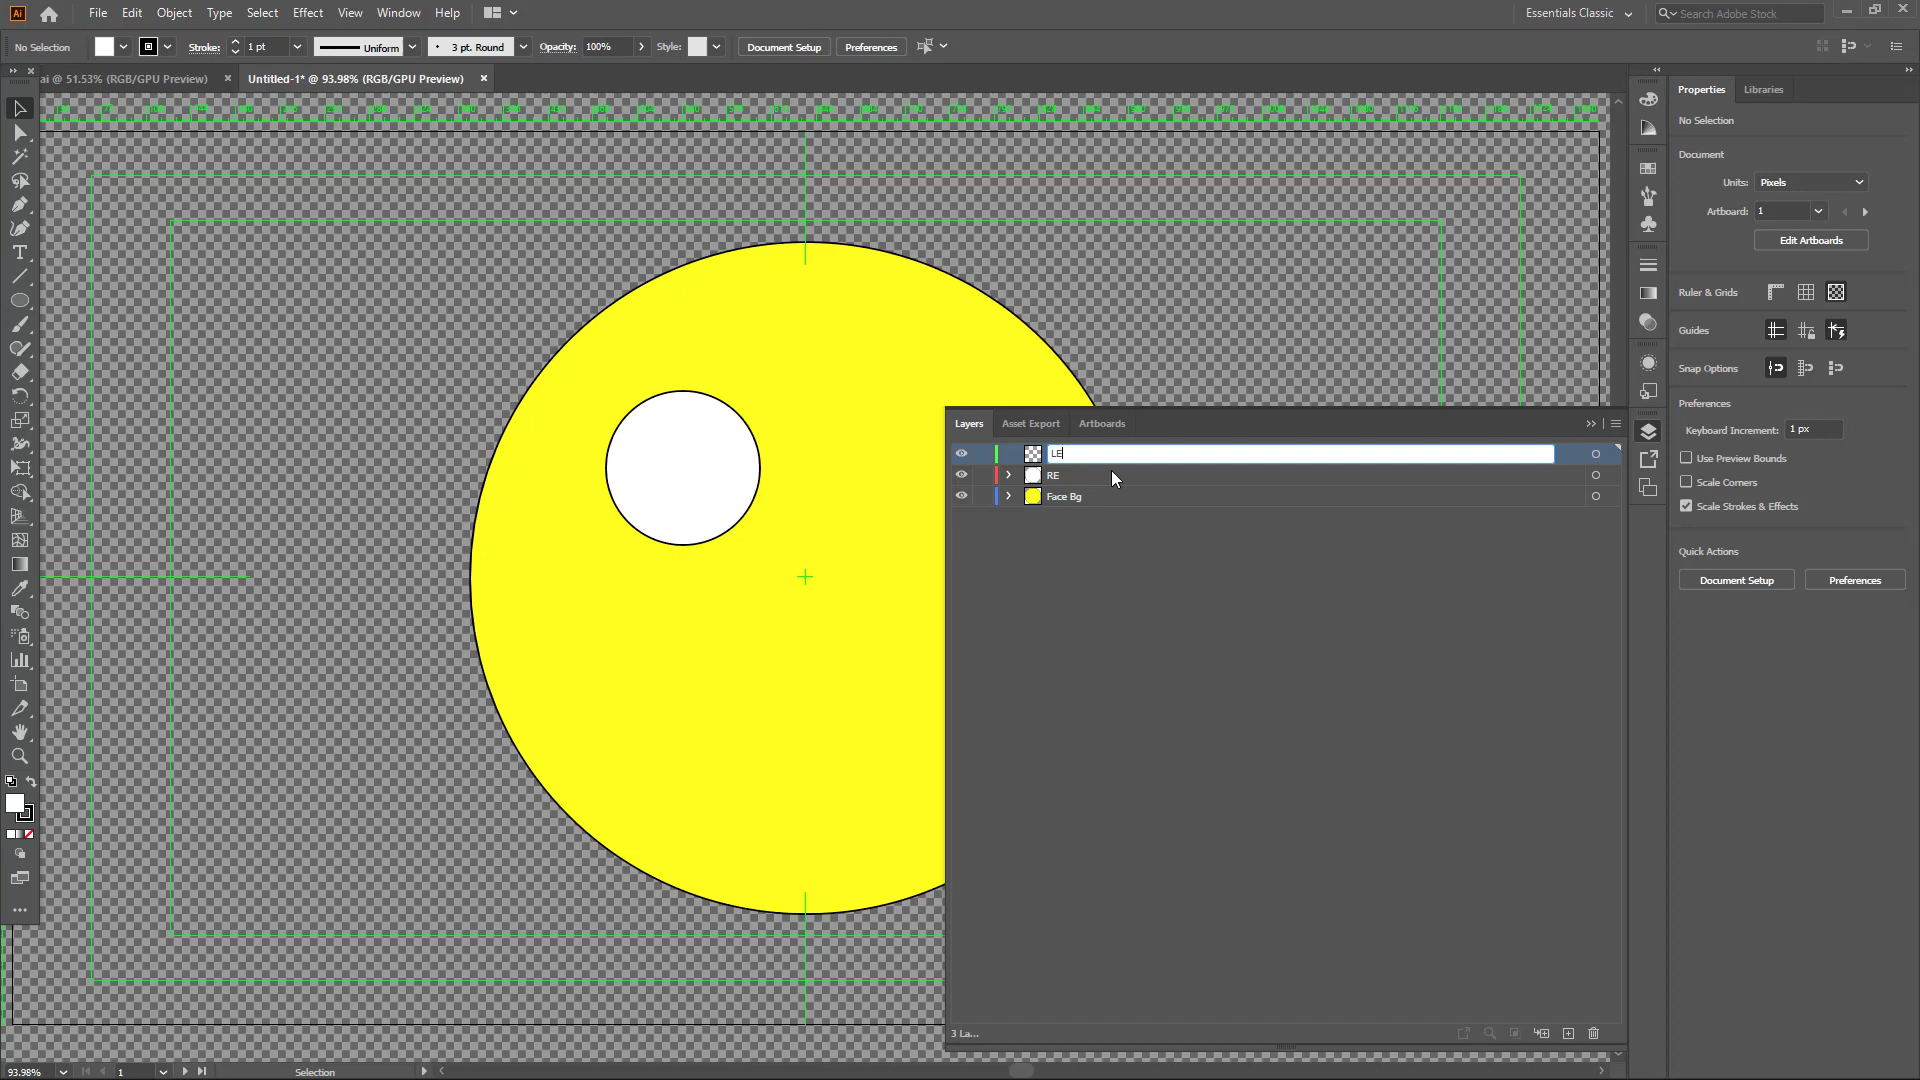 Ai File Edit Object Type Select Effect View Window Help Essentials Classic Search Adobe Stock
No Selection Stroke: 1 pt Uniform 3 pt. Round Opacity: 100% Style: Document Setup Preferences
ai @ 51.53% (RGB/GPU Preview) × Untitled-1* @ 93.98% (RGB/GPU Preview) ×
Properties Libraries
No Selection
Document
Units: Pixels
Artboard: 1
Edit Artboards
Ruler & Grids
Guides
Snap Options
Preferences
Keyboard Increment: 1 px
Use Preview Bounds
Scale Corners
Scale Strokes & Effects
Quick Actions
Document Setup Preferences
Layers Asset Export Artboards
LE
RE
Face Bg
3 La...
93.98% 1 Selection